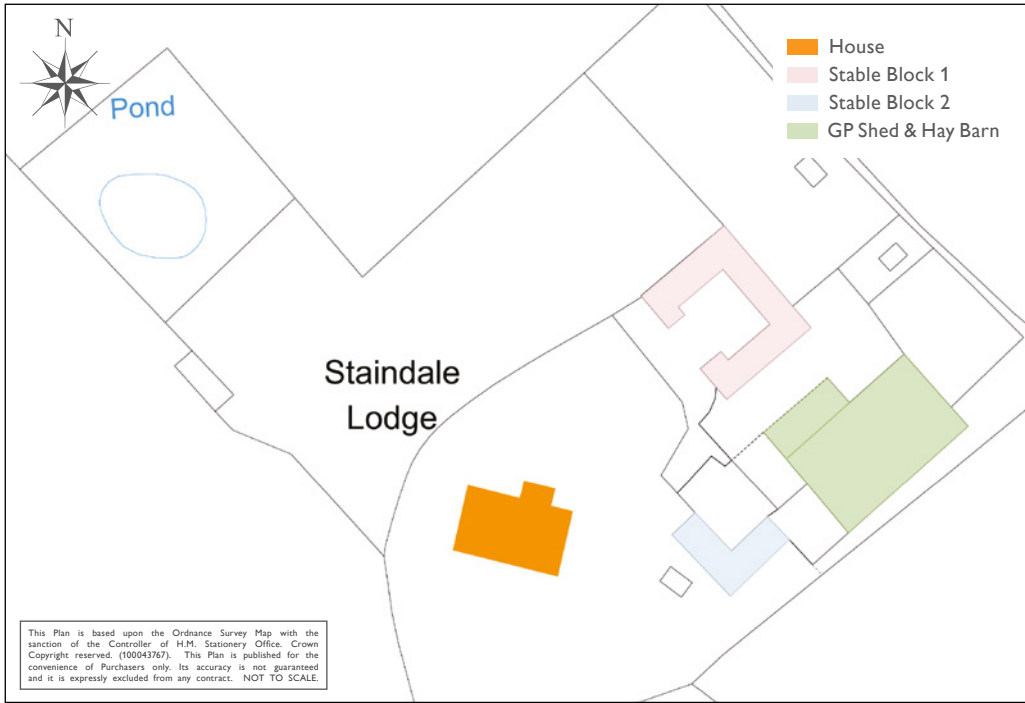 N
Pond
House
Stable Block 1
Stable Block 2
GP Shed & Hay Barn
Staindale
Lodge
This Plan is based upon the Ordnance Survey Map with the
sanction of the Controller of H.M. Stationery Office. Crown
Copyright reserved. (100043767). This Plan is published for the
convenience of Purchasers only. Its accuracy is not guaranteed
and it is expressly excluded from any contract. NOT TO SCALE.